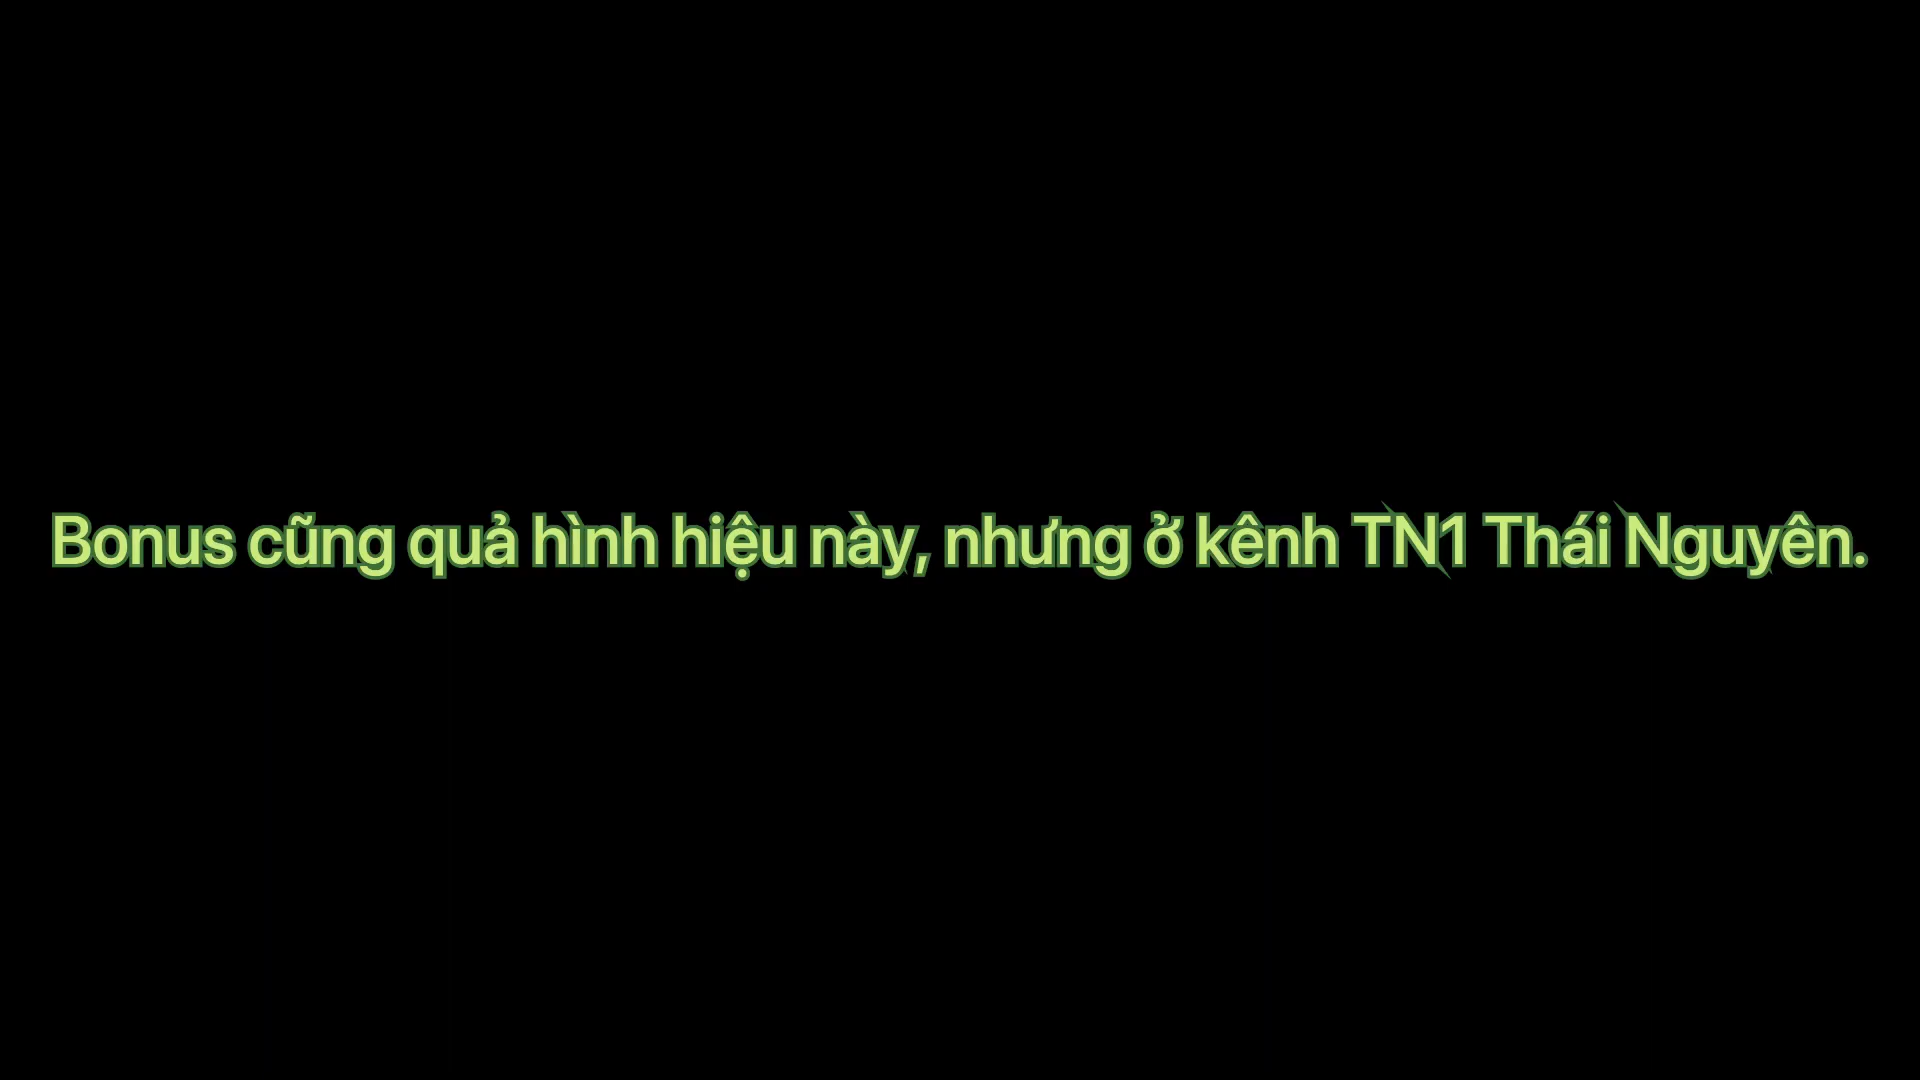 Bonus cũng quả hình hiệu này, nhưng ở kênh TN1 Thái Nguyên.